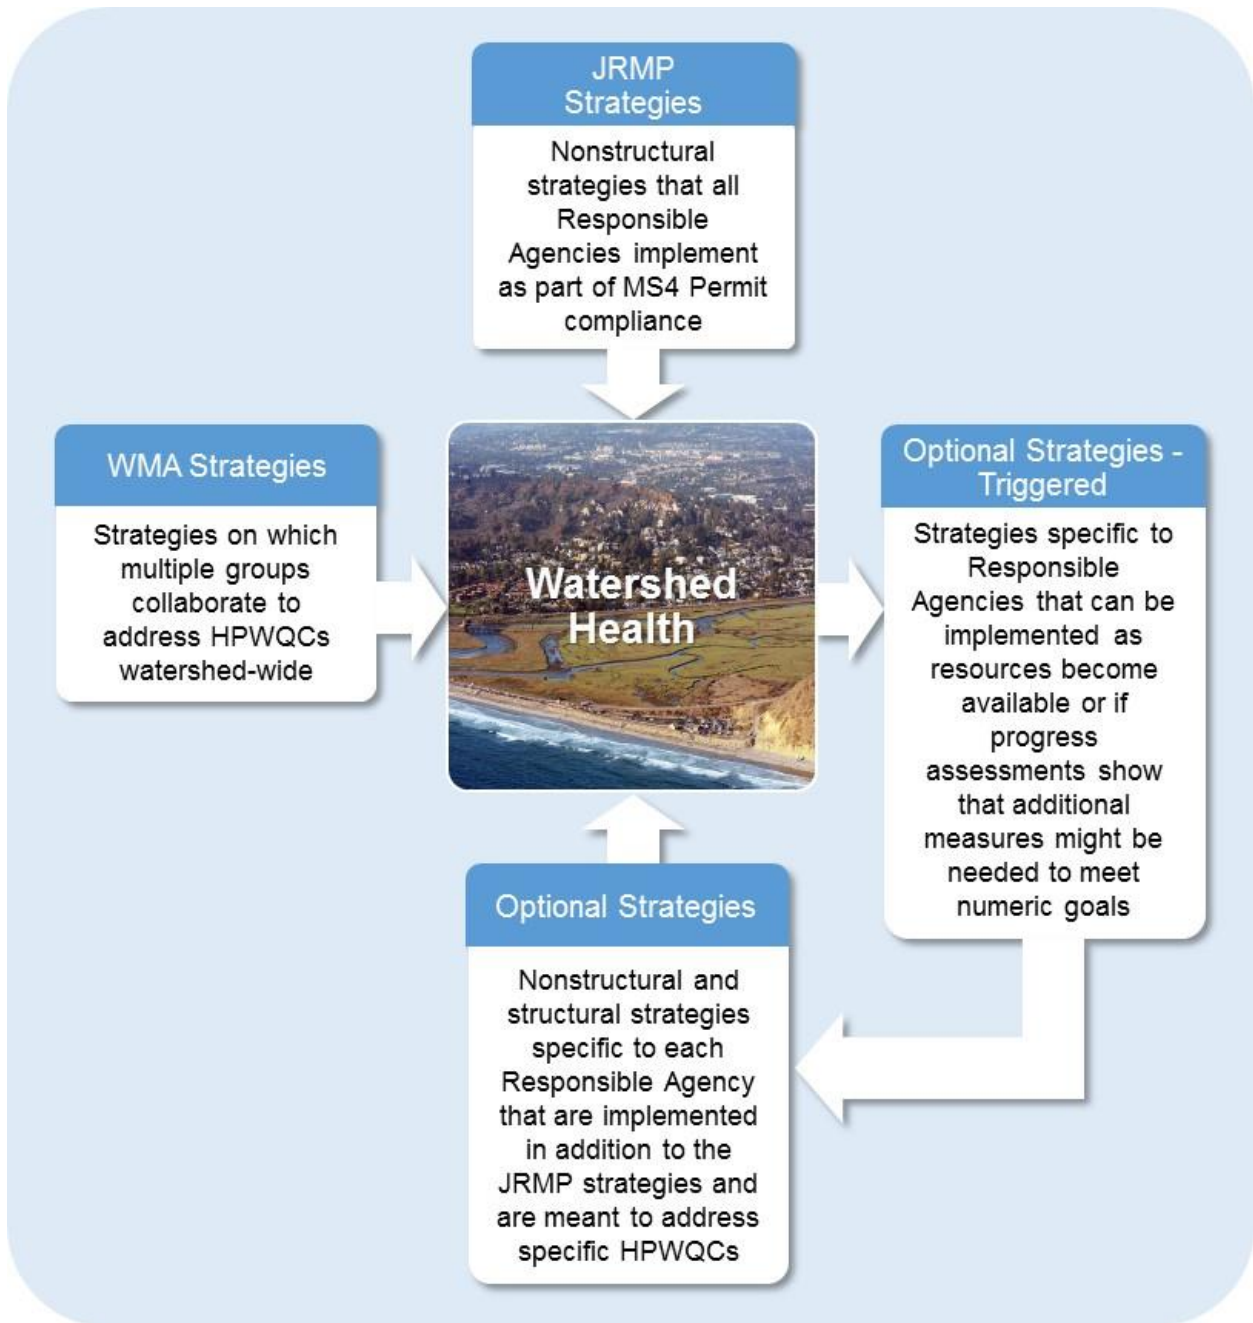 JRMP
Strategies
Nonstructural
strategies that all
Responsible
Agencies implement
as part of MS4 Permit
compliance
WMA Strategies
Strategies on which
multiple groups
collaborate to
address HPWQCs
watershed-wide
Watershed
Health
Optional Strategies -
Triggered
Strategies specific to
Responsible
Agencies that can be
implemented as
resources become
available or if
progress
assessments show
that additional
measures might be
needed to meet
numeric goals
Optional Strategies
Nonstructural and
structural strategies
specific to each
Responsible Agency
that are implemented
in addition to the
JRMP strategies and
are meant to address
specific HPWQCs